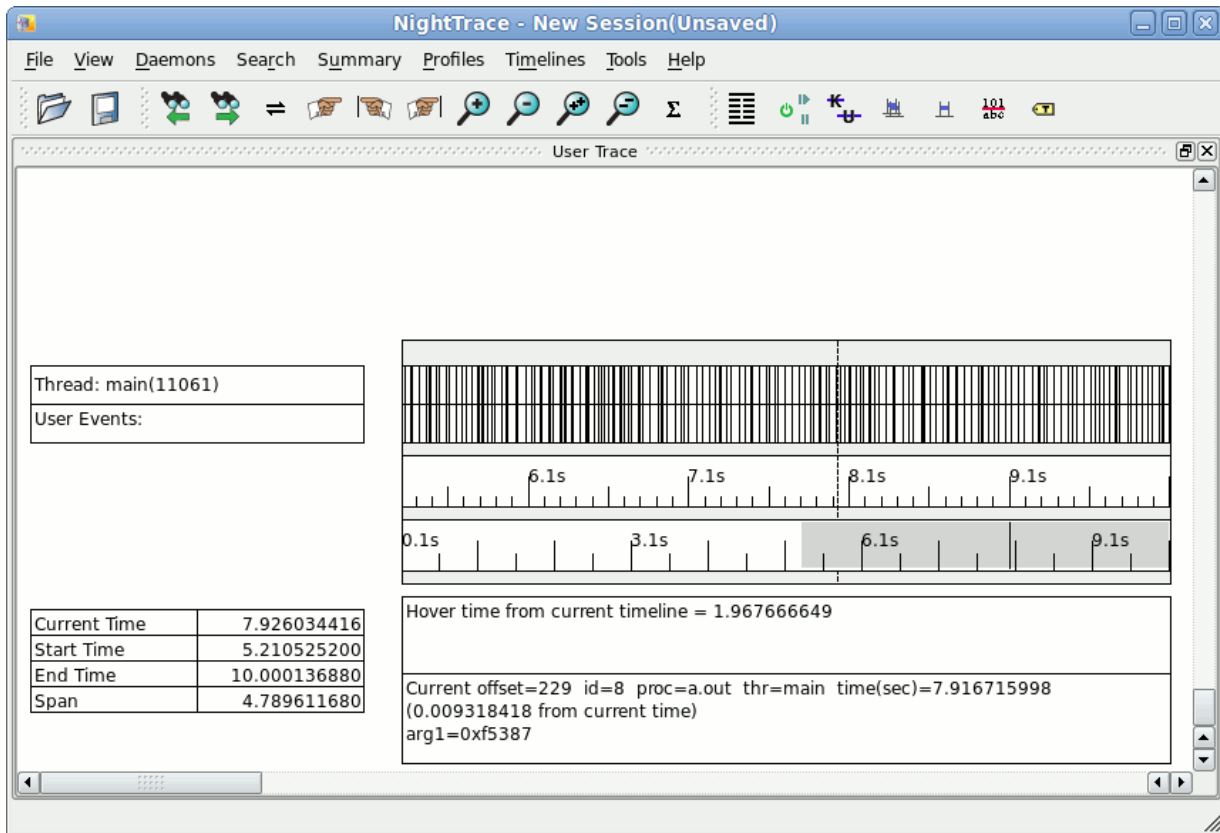 NightTrace - New Session(Unsaved)
File View Daemons Search Summary Profiles Timelines Tools Help
Σ 101 abc T
K U
User Trace
Thread: main(11061)
User Events:
6.1s 7.1s 8.1s 9.1s
0.1s 3.1s 6.1s 9.1s
Current Time 7.926034416
Start Time 5.210525200
End Time 10.000136880
Span 4.789611680
Hover time from current timeline = 1.967666649
Current offset=229 id=8 proc=a.out thr=main time(sec)=7.916715998
(0.009318418 from current time)
arg1=0xf5387